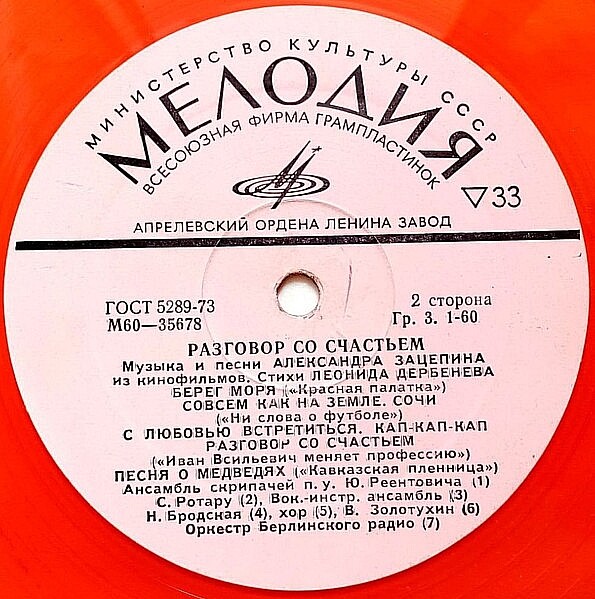 МИНИСТЕРСТВО КУЛЬТУРЫ СССР
МЕЛОДИЯ
ВСЕСОЮЗНАЯ ФИРМА ГРАМПЛАСТИНОК
▽33
АПРЕЛЕВСКИЙ ОРДЕНА ЛЕНИНА ЗАВОД
ГОСТ 5289-73
2 сторона
М60—35678
Гр. 3. 1-60
РАЗГОВОР СО СЧАСТЬЕМ
Музыка и песни АЛЕКСАНДРА ЗАЦЕПИНА
из кинофильмов. Стихи ЛЕОНИДА ДЕРБЕНЕВА
БЕРЕГ МОРЯ («Красная палатка»)
СОВСЕМ КАК НА ЗЕМЛЕ. СОЧИ
(«Ни слова о футболе»)
С ЛЮБОВЬЮ ВСТРЕТИТЬСЯ. КАП-КАП-КАП
РАЗГОВОР СО СЧАСТЬЕМ
(«Иван Всильевич меняет профессию»)
ПЕСНЯ О МЕДВЕДЯХ («Кавказская пленница»)
Ансамбль скрипачей п. у. Ю. Реентовича (1)
С. Ротару (2), Вок.-инстр. ансамбль (3)
Н. Бродская (4), хор (5), В. Золотухин (6)
Оркестр Берлинского радио (7)